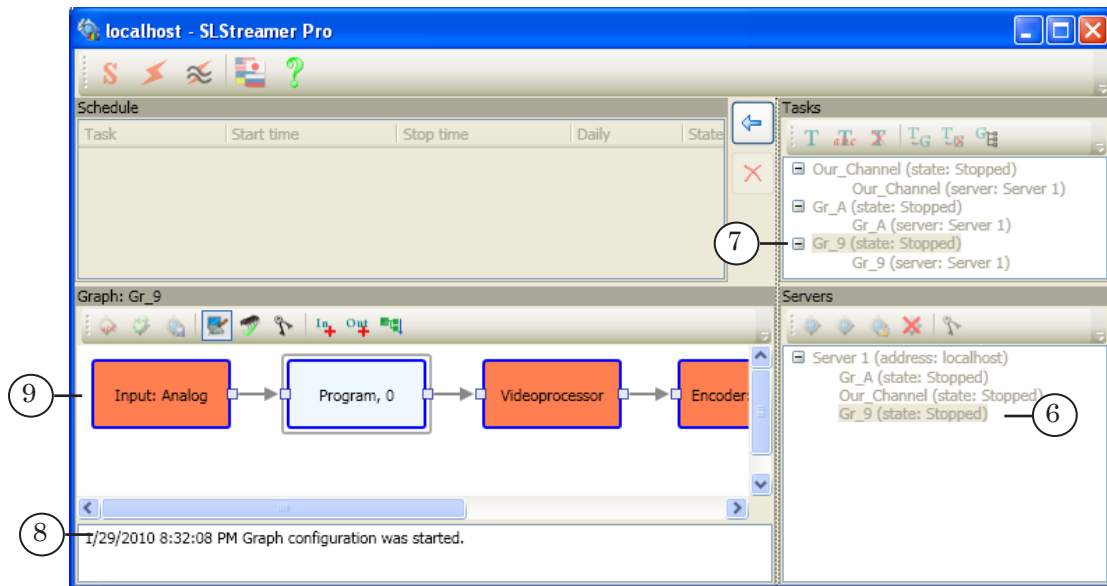 localhost - SLStreamer Pro
S
?
Schedule
Task Start time Stop time Daily State
Tasks
T aTc T TG T G
Our_Channel (state: Stopped)
Our_Channel (server: Server 1)
Gr_A (state: Stopped)
Gr_A (server: Server 1)
7
Gr_9 (state: Stopped)
Gr_9 (server: Server 1)
Graph: Gr_9
In Out
9
Input: Analog Program, 0 Videoprocessor Encoder:
Servers
Server 1 (address: localhost)
Gr_A (state: Stopped)
Our_Channel (state: Stopped)
Gr_9 (state: Stopped)
6
8
1/29/2010 8:32:08 PM Graph configuration was started.